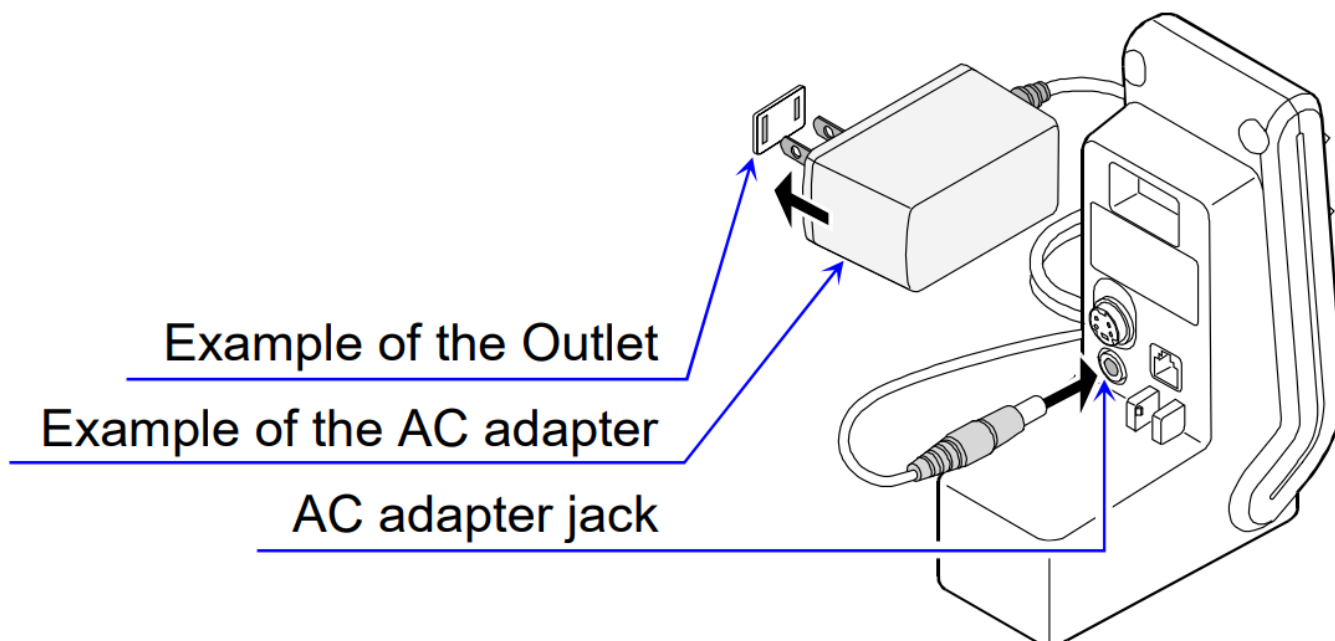 Example of the Outlet
Example of the AC adapter
AC adapter jack